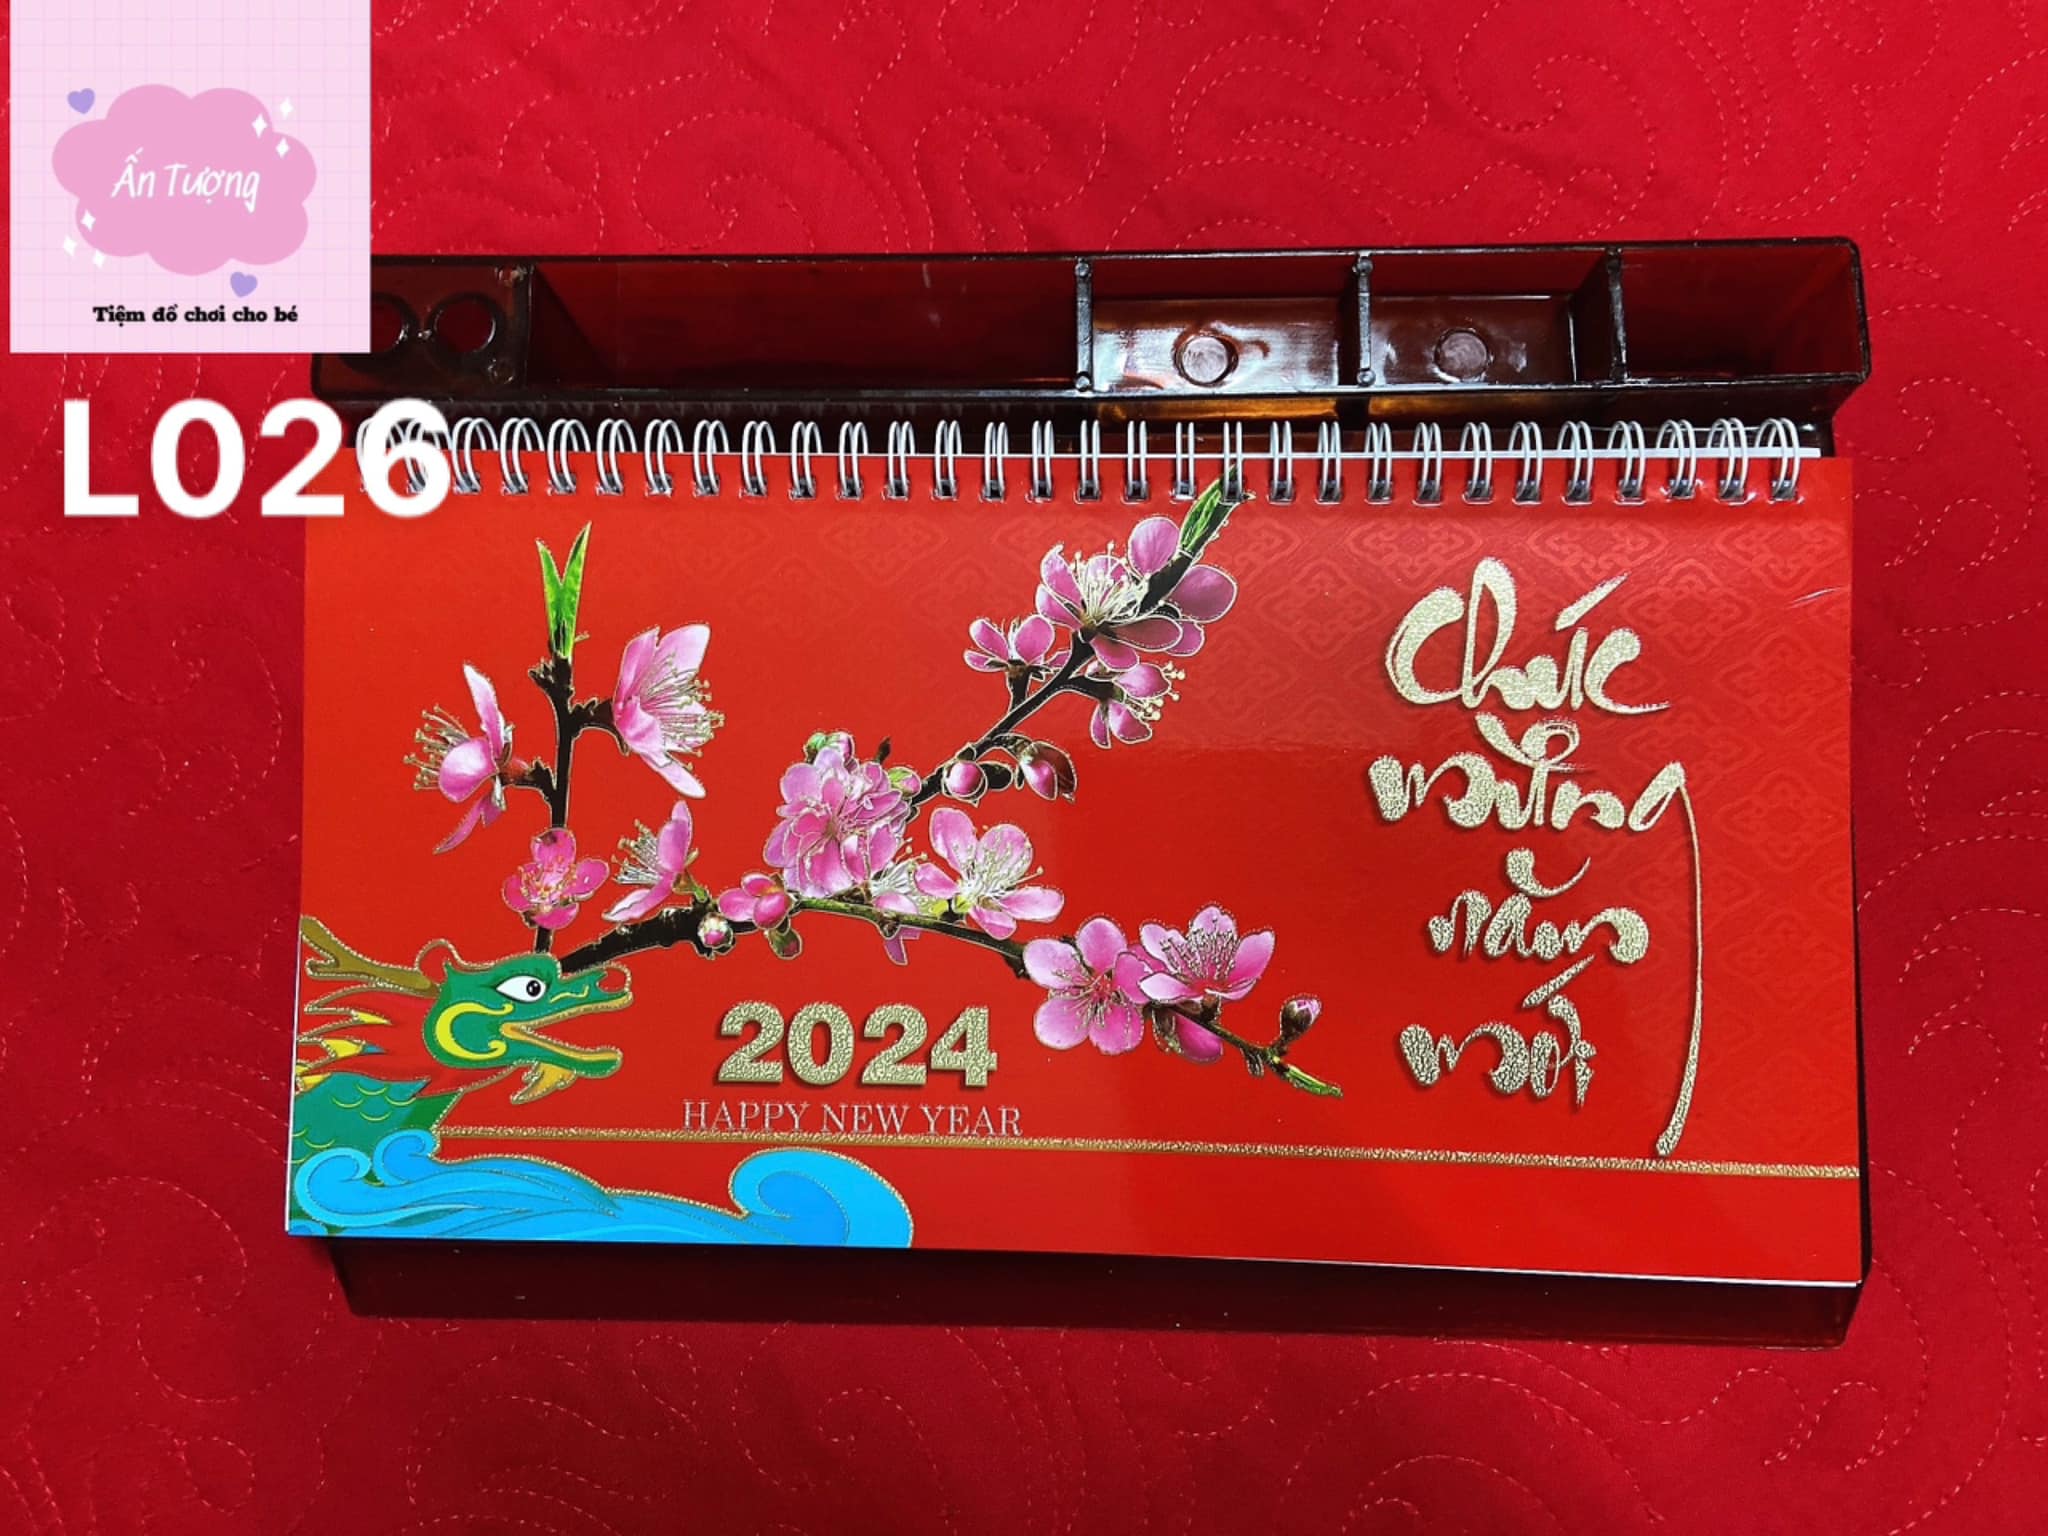 Ấn Tượng
Tiệm đồ chơi cho bé
L026
Chúc
mừng
năm
mới
2024
HAPPY NEW YEAR